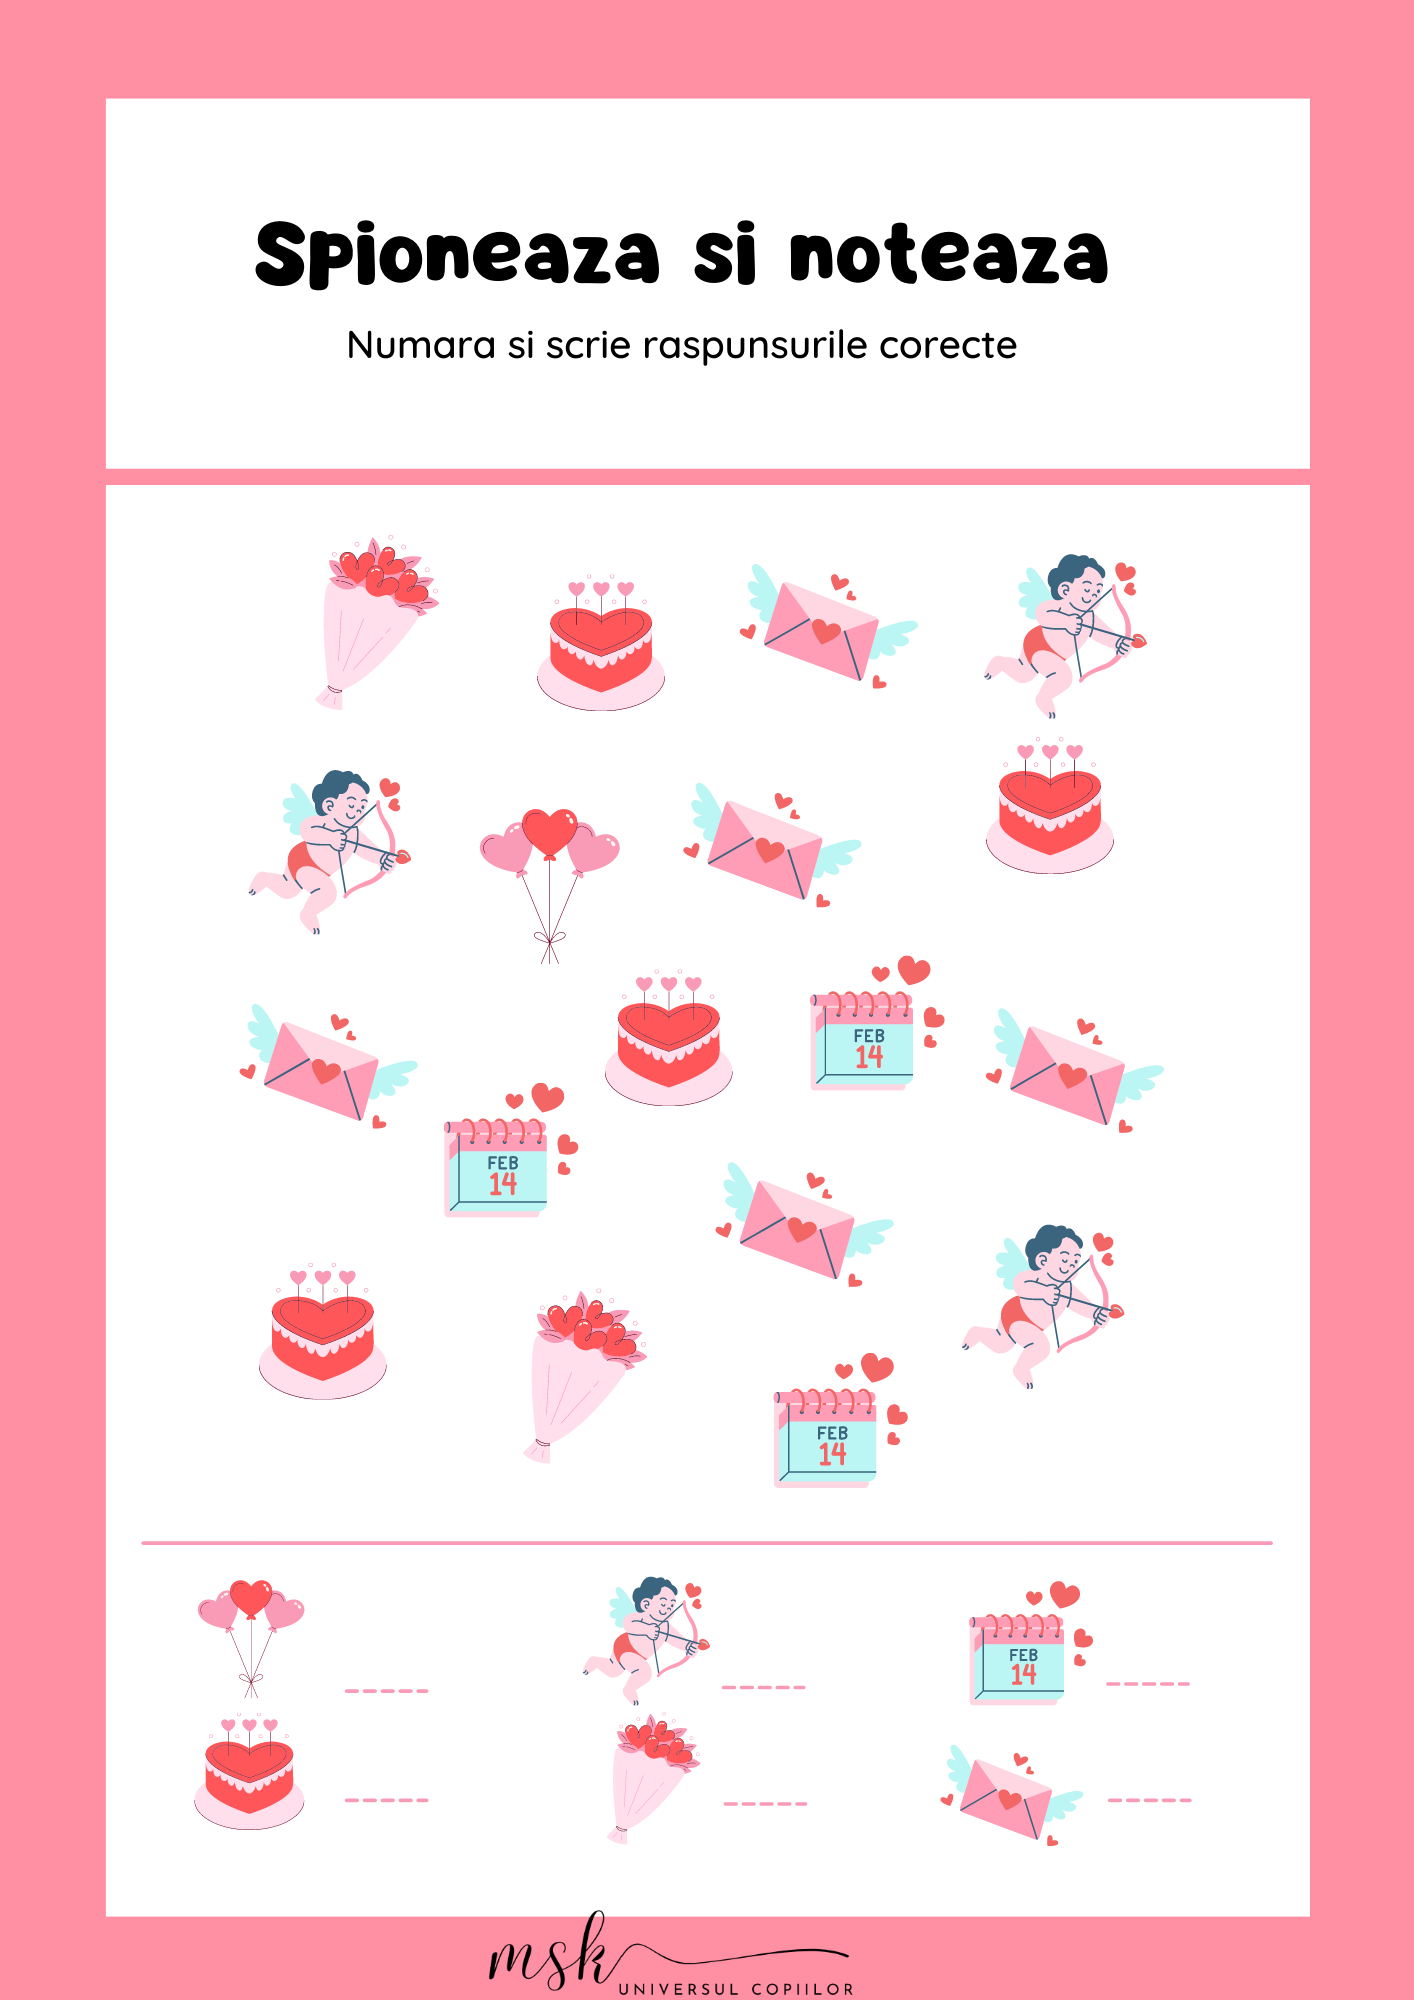 Spioneaza si noteaza
Numara si scrie raspunsurile corecte
FEB
14
FEB
14
FEB
14
FEB
14
msk
UNIVERSUL COPIILOR